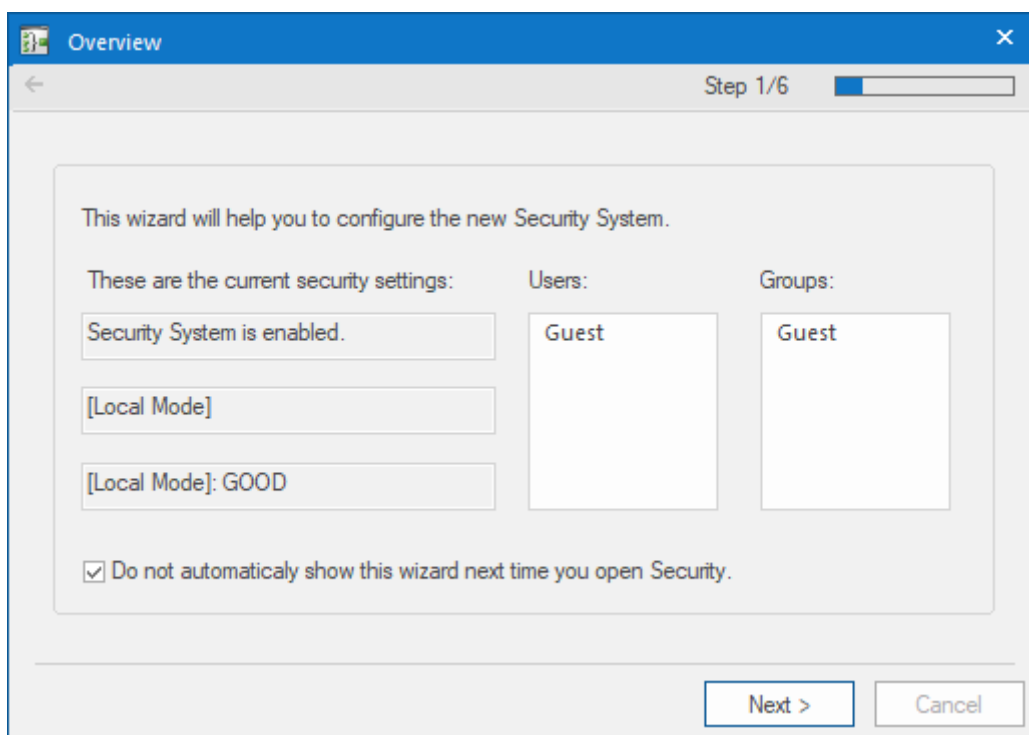 Overview
Step 1/6
This wizard will help you to configure the new Security System.
These are the current security settings:
Users:
Groups:
Security System is enabled.
Guest
Guest
[Local Mode]
[Local Mode]: GOOD
Do not automaticaly show this wizard next time you open Security.
Next >
Cancel